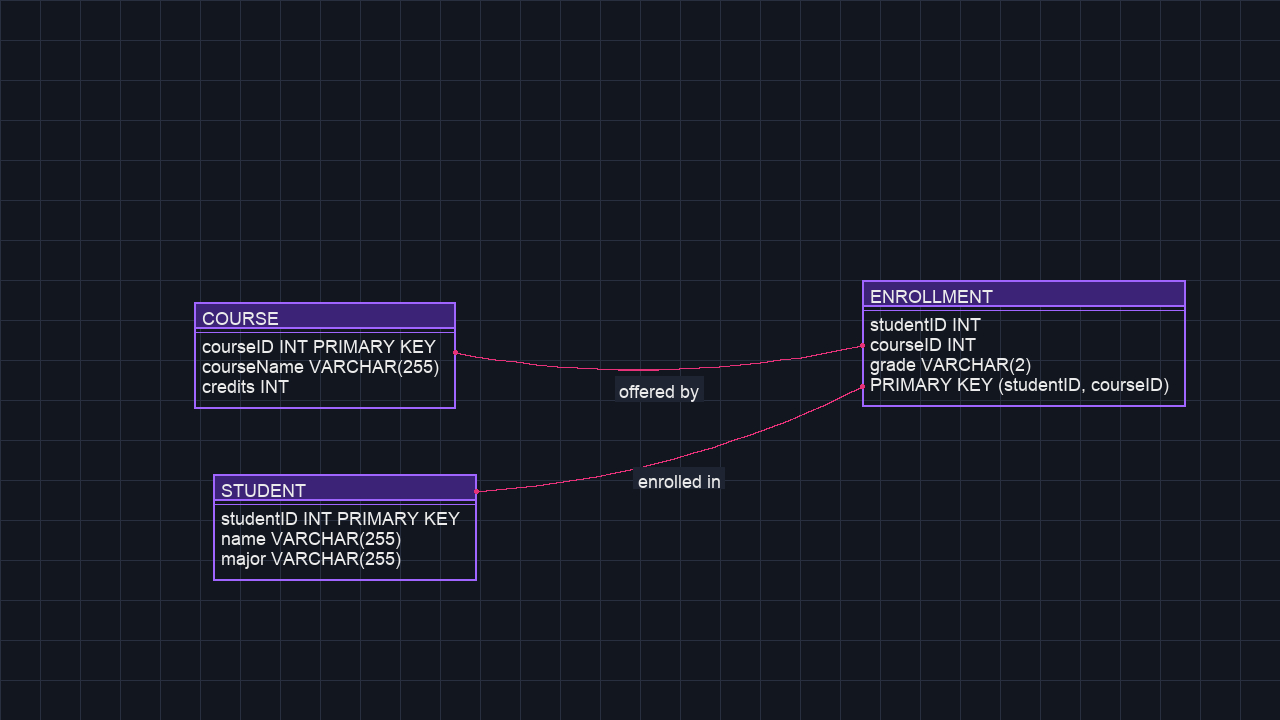 COURSE
courseID INT PRIMARY KEY
courseName VARCHAR(255)
credits INT
offered by
ENROLLMENT
studentID INT
courseID INT
grade VARCHAR(2)
PRIMARY KEY (studentID, courseID)
enrolled in
STUDENT
studentID INT PRIMARY KEY
name VARCHAR(255)
major VARCHAR(255)